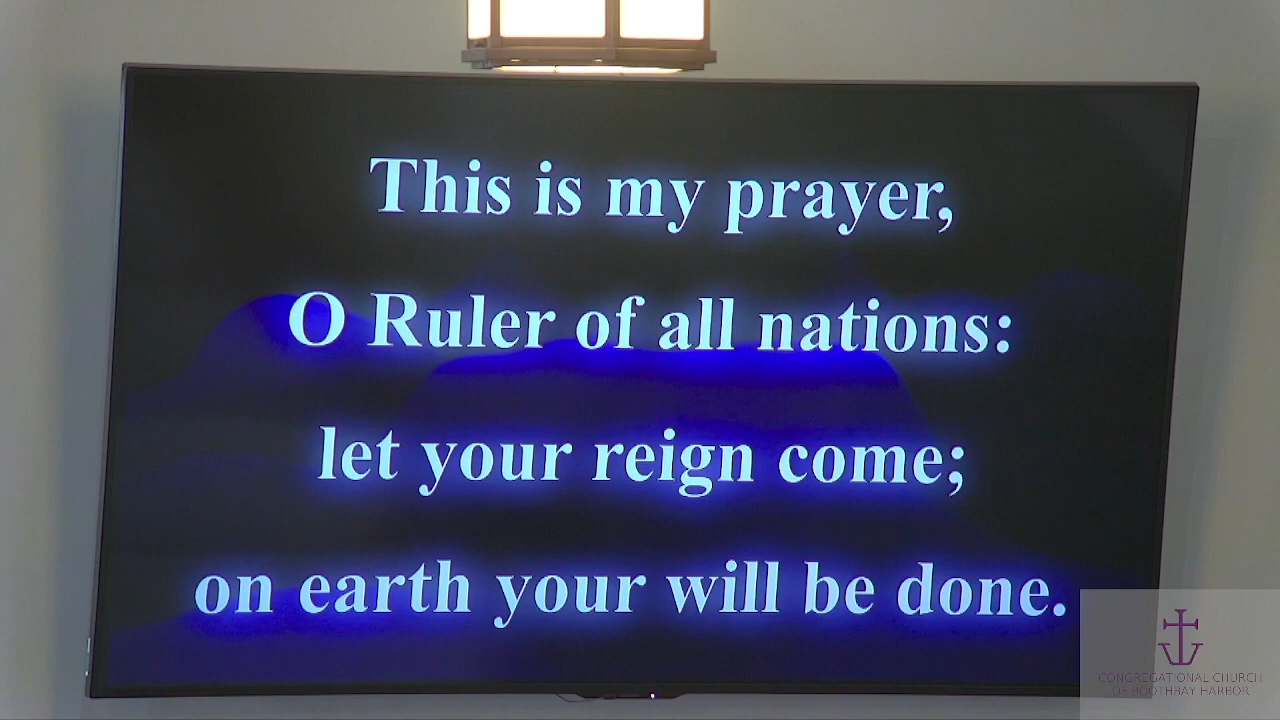 This is my prayer,
O Ruler of all nations:
let your reign come;
on earth your will be done.
CONGREGATIONAL CHURCH
OF BOOTHBAY HARBOR